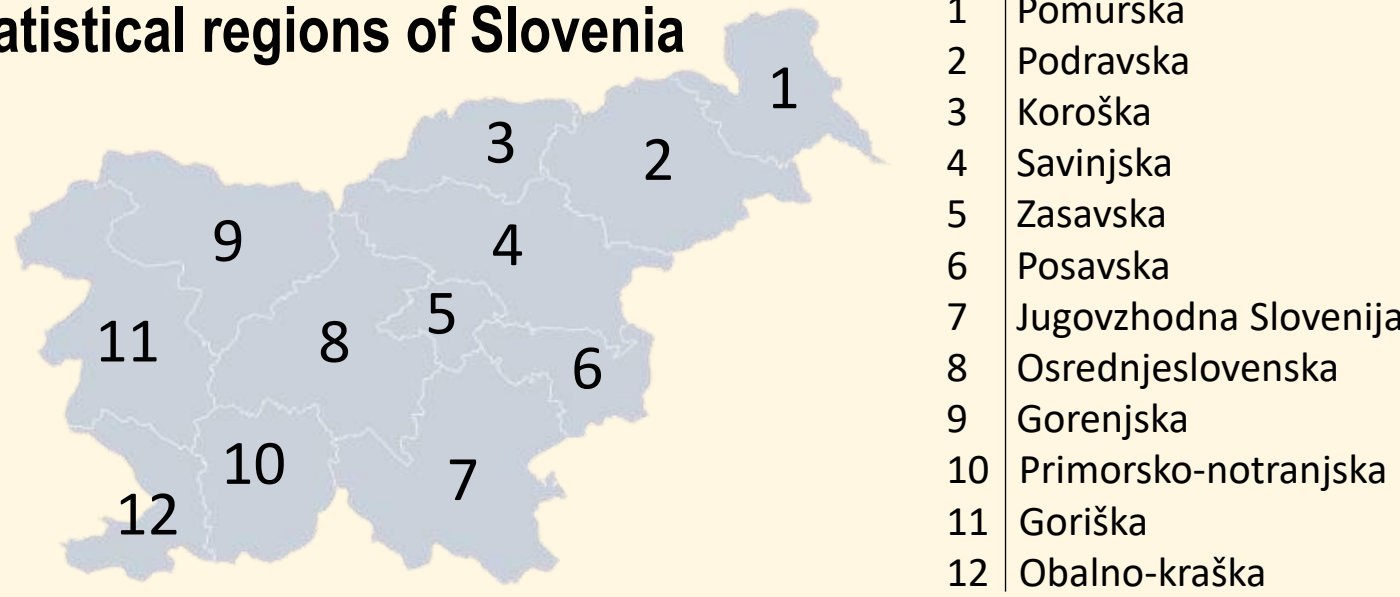 atistical regions of Slovenia
1 Pomurska
2 Podravska
3 Koroška
4 Savinjska
5 Zasavska
6 Posavska
7 Jugovzhodna Slovenija
8 Osrednjeslovenska
9 Gorenjska
10 Primorsko-notranjska
11 Goriška
12 Obalno-kraška
1
3
2
9
4
5
11
8
6
10
7
12